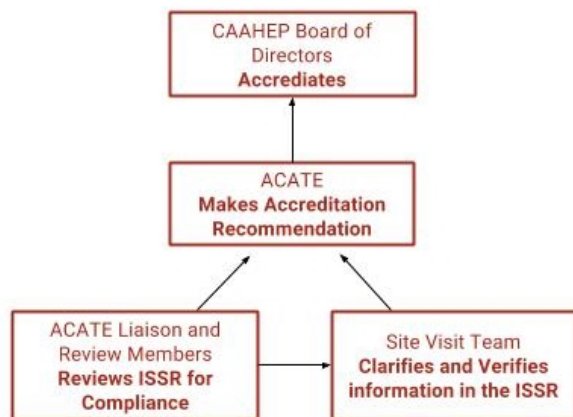 CAAHEP Board of
Directors
Accrediates
ACATE
Makes Accreditation
Recommendation
ACATE Liaison and
Review Members
Reviews ISSR for
Compliance
Site Visit Team
Clarifies and Verifies
information in the ISSR